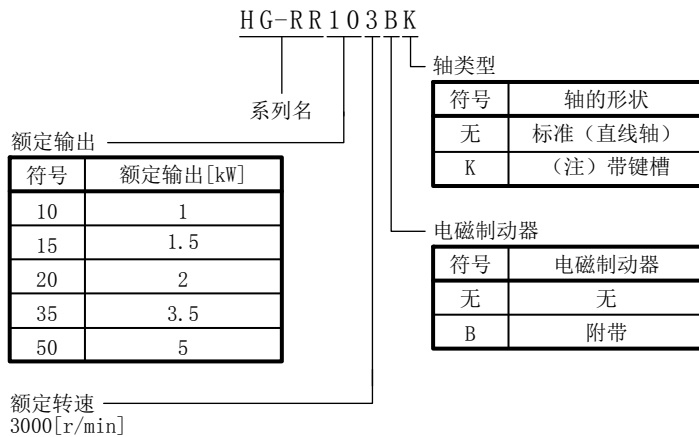 HG-RR103BK
系列名
轴类型
符号 轴的形状
无 标准（直线轴）
K （注）带键槽
额定输出
符号 额定输出[kW]
10 1
15 1.5
20 2
35 3.5
50 5
电磁制动器
符号 电磁制动器
无 无
B 附带
额定转速
3000[r/min]